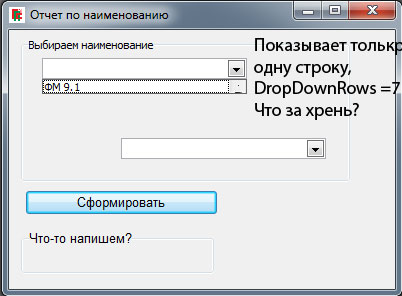 Отчет по наименованию
Выбираем наименование
Показывает только
одну строку,
DropDownRows =7
Что за хрень?
ФМ 9.1
Сформировать
Что-то напишем?